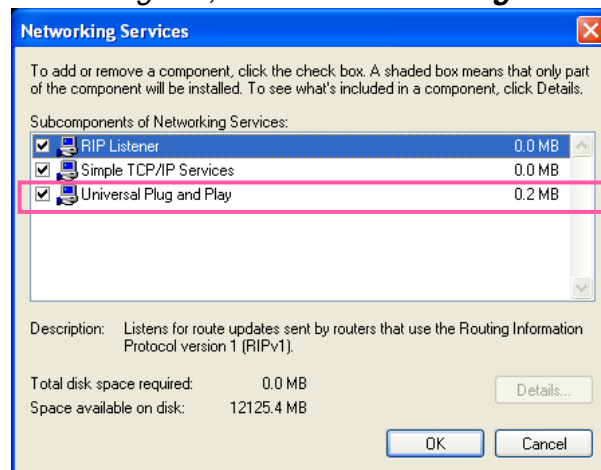 Networking Services
To add or remove a component, click the check box. A shaded box means that only part
of the component will be installed. To see what's included in a component, click Details.
Subcomponents of Networking Services:
RIP Listener 0.0 MB
Simple TCP/IP Services 0.0 MB
Universal Plug and Play 0.2 MB
Description: Listens for route updates sent by routers that use the Routing Information
Protocol version 1 (RIPv1).
Total disk space required: 0.0 MB
Details...
Space available on disk: 12125.4 MB
OK Cancel